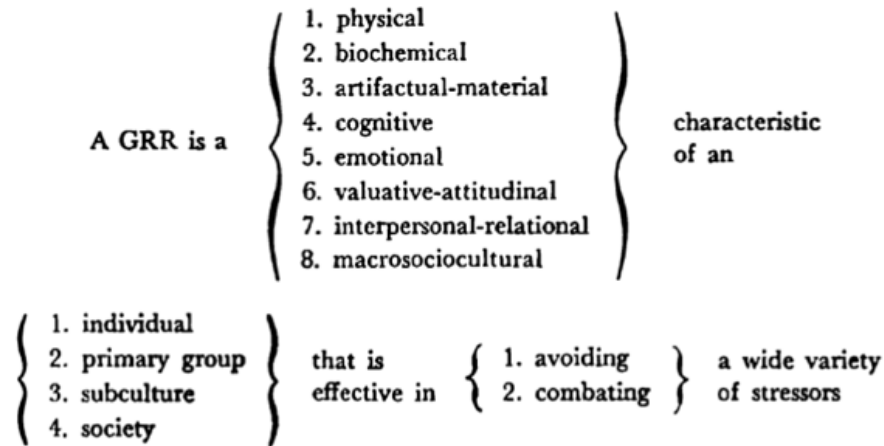 A GRR is a
1. physical
2. biochemical
3. artifactual-material
4. cognitive
5. emotional
6. valuative-attitudinal
7. interpersonal-relational
8. macrosociocultural
characteristic
of an
1. individual
2. primary group
3. subculture
4. society
that is
effective in
1. avoiding
2. combating
a wide variety
of stressors